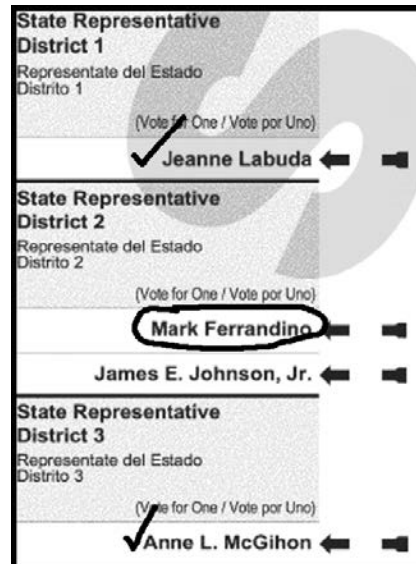 State Representative
District 1
Representate del Estado
Distrito 1
(Vote for One / Vote por Uno)
Jeanne Labuda
State Representative
District 2
Representate del Estado
Distrito 2
(Vote for One / Vote por Uno)
Mark Ferrandino
James E. Johnson, Jr.
State Representative
District 3
Representate del Estado
Distrito 3
(Vote for One / Vote por Uno)
Anne L. McGihon